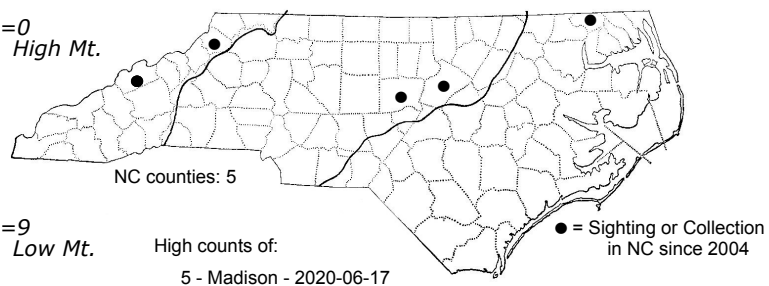 =0
High Mt.
NC counties: 5
=9
Low Mt.
High counts of:
5 - Madison - 2020-06-17
● = Sighting or Collection
in NC since 2004